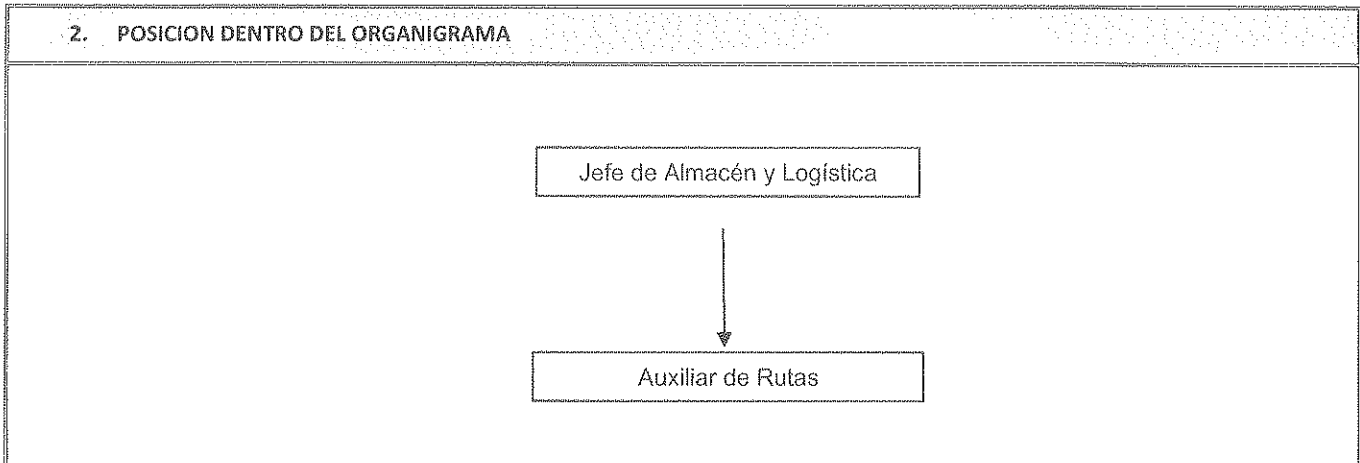 2. POSICION DENTRO DEL ORGANIGRAMA
Jefe de Almacén y Logística
Auxiliar de Rutas